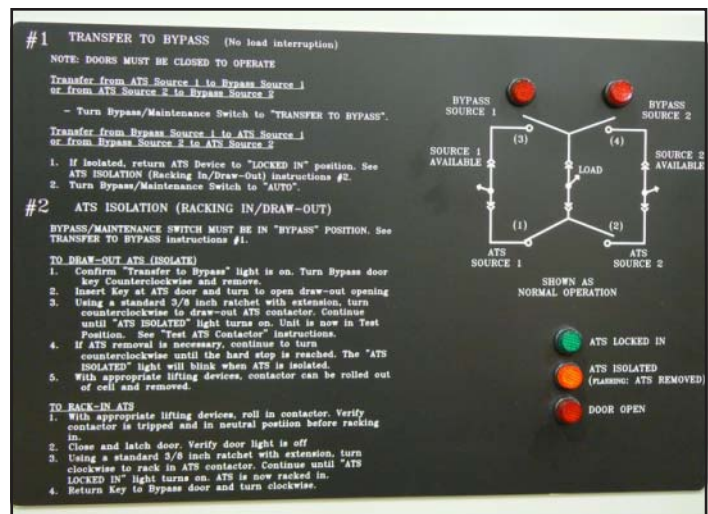 #1 TRANSFER TO BYPASS (No load interruption)
NOTE: DOORS MUST BE CLOSED TO OPERATE
Transfer from ATS Source 1 to Bypass Source 1
or from ATS Source 2 to Bypass Source 2
- Turn Bypass/Maintenance Switch to "TRANSFER TO BYPASS".
Transfer from Bypass Source 1 to ATS Source 1
or from Bypass Source 2 to ATS Source 2
1. If Isolated, return ATS Device to "LOCKED IN" position. See
ATS ISOLATION (Racking In/Draw-Out) instructions #2.
2. Turn Bypass/Maintenance Switch to "AUTO".
#2 ATS ISOLATION (RACKING IN/DRAW-OUT)
BYPASS/MAINTENANCE SWITCH MUST BE IN "BYPASS" POSITION. See
TRANSFER TO BYPASS instructions #1.
TO DRAW-OUT ATS (ISOLATE)
1. Confirm "Transfer to Bypass" light is on. Turn Bypass door
key Counterclockwise and remove.
2. Insert Key at ATS door and turn to open draw-out opening
3. Using a standard 3/8 inch ratchet with extension, turn
counterclockwise to draw-out ATS contactor. Continue
until "ATS ISOLATED" light turns on. Unit is now in Test
Position. See "Test ATS Contactor" instructions.
4. If ATS removal is necessary, continue to turn
counterclockwise until the hard stop is reached. The "ATS
ISOLATED" light will blink when ATS is isolated.
5. With appropriate lifting devices, contactor can be rolled out
of cell and removed.
TO RACK-IN ATS
1. With appropriate lifting devices, roll in contactor. Verify
contactor is tripped and in neutral postiion before racking
in.
2. Close and latch door. Verify door light is off
3. Using a standard 3/8 inch ratchet with extension, turn
clockwise to rack in ATS contactor. Continue until "ATS
LOCKED IN" light turns on. ATS is now racked in.
4. Return Key to Bypass door and turn clockwise.
BYPASS
SOURCE 1
BYPASS
SOURCE 2
(3)
(4)
SOURCE 1
AVAILABLE
LOAD
SOURCE 2
AVAILABLE
(1)
(2)
ATS
SOURCE 1
ATS
SOURCE 2
SHOWN AS
NORMAL OPERATION
ATS LOCKED IN
ATS ISOLATED
(FLASHING: ATS REMOVED)
DOOR OPEN